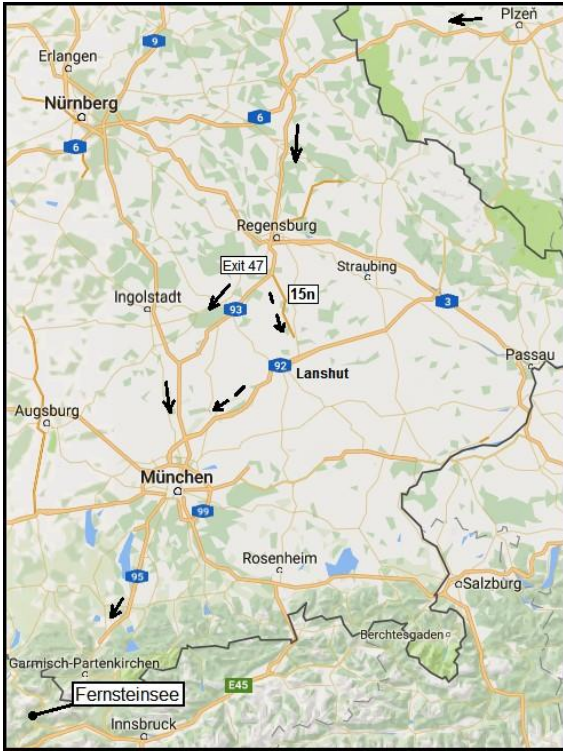 Plzeň
9
Erlangen
Nürnberg
6
6
Regensburg
Exit 47
Straubing
15n
Ingolstadt
93
3
Passau
92
Lanshut
Augsburg
München
99
Rosenheim
95
Salzburg
Berchtesgaden
Garmisch-Partenkirchen
E45
Fernsteinsee
Innsbruck